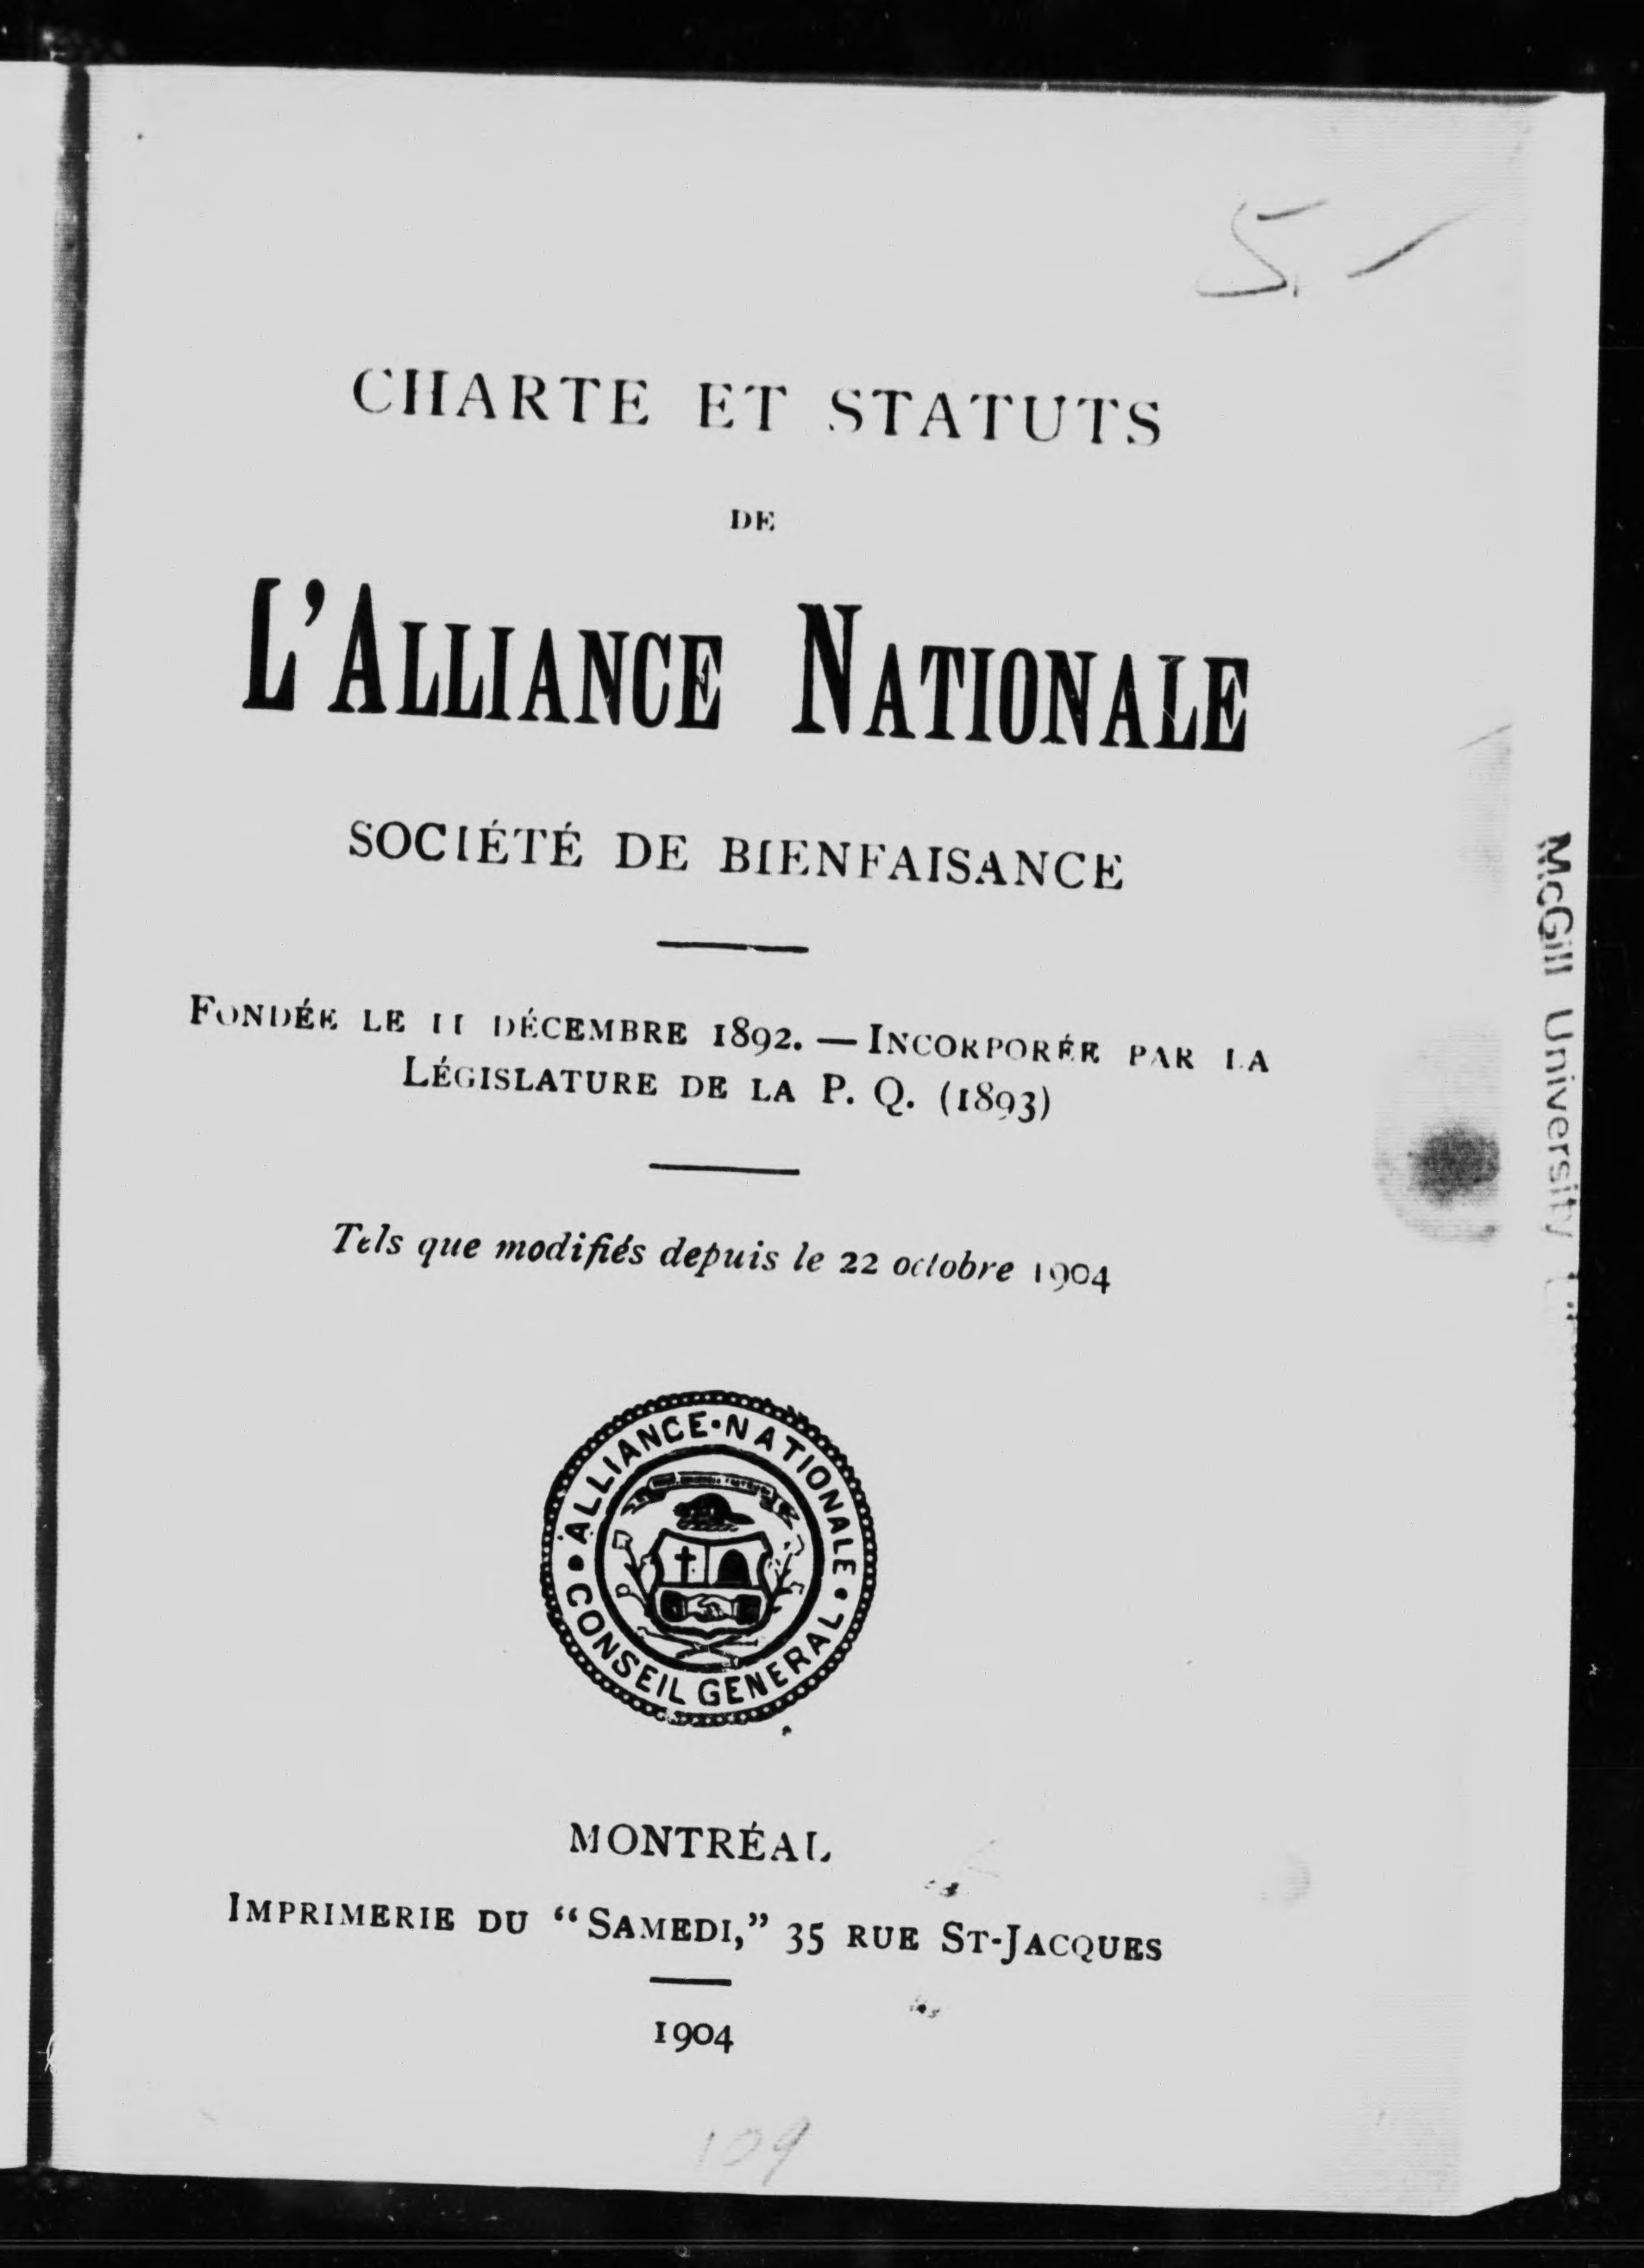 5.
CHARTE ET STATUTS
DE
L'ALLIANCE NATIONALE
SOCIÉTÉ DE BIENFAISANCE
FONDÉE LE 11 DÉCEMBRE 1892. — INCORPORÉE PAR LA
LÉGISLATURE DE LA P. Q. (1893)
Tels que modifiés depuis le 22 octobre 1904
ALLIANCE · NATIONALE
CONSEIL GENERAL
MONTRÉAL
IMPRIMERIE DU “SAMEDI,” 35 RUE ST-JACQUES
1904
109
McGill University